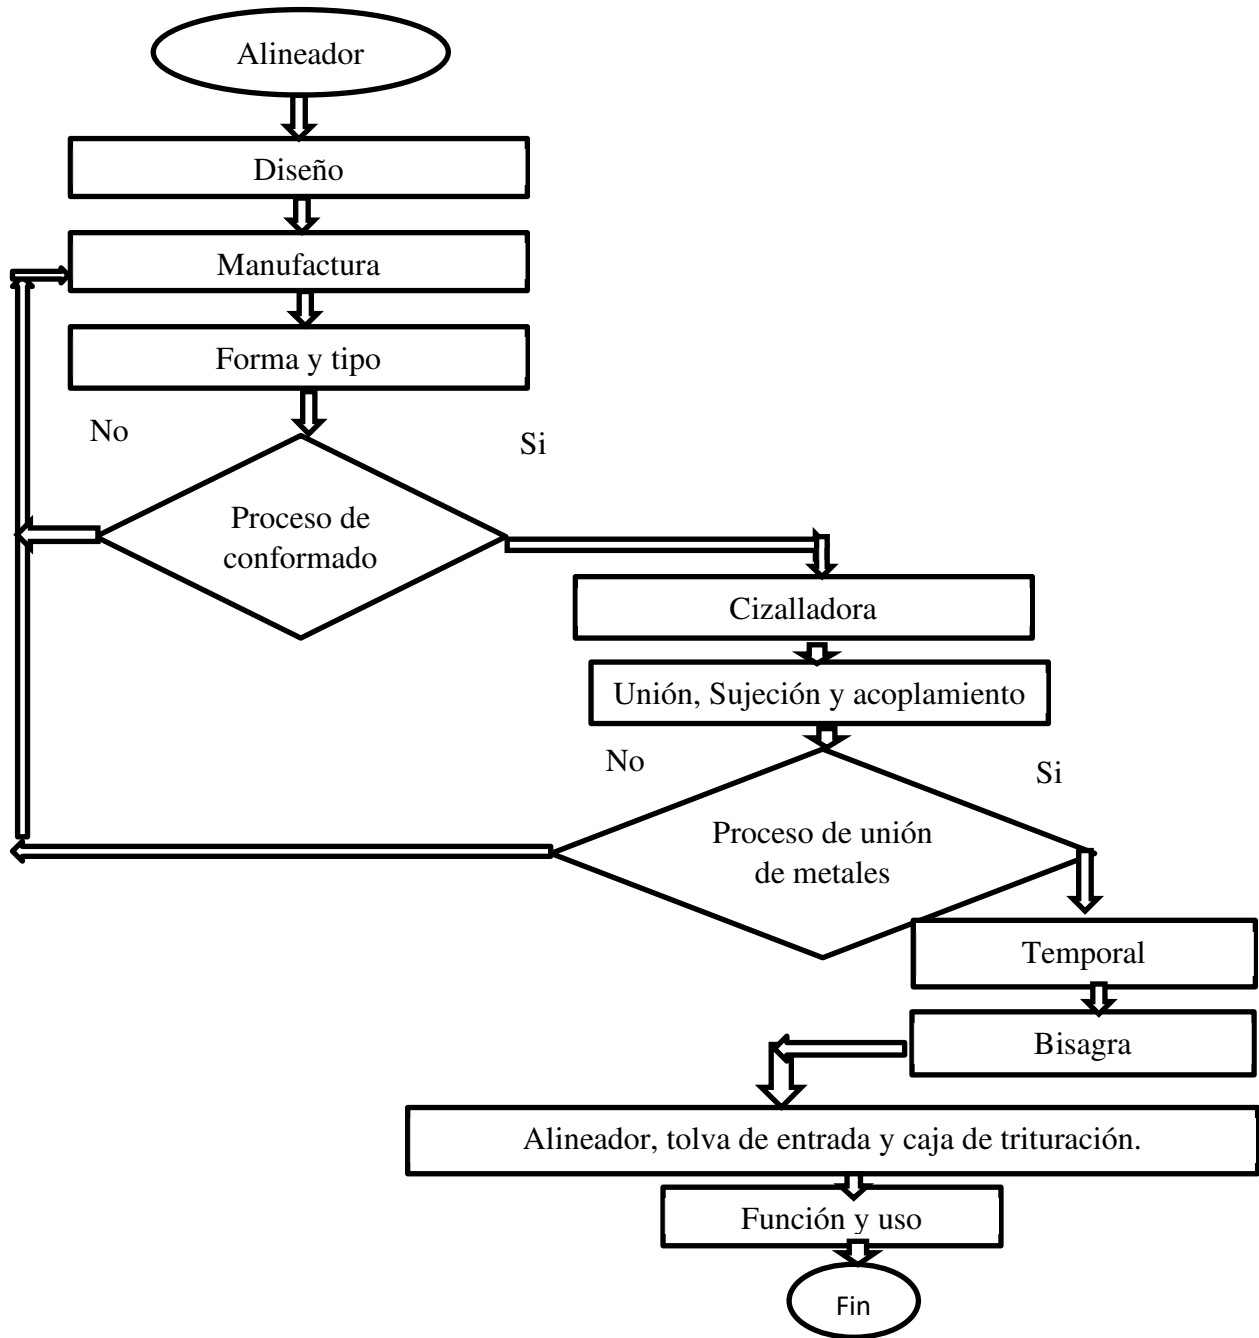 Alineador
Diseño
Manufactura
Forma y tipo
No
Si
Proceso de
conformado
Cizalladora
Unión, Sujeción y acoplamiento
No
Si
Proceso de unión
de metales
Temporal
Bisagra
Alineador, tolva de entrada y caja de trituración.
Función y uso
Fin